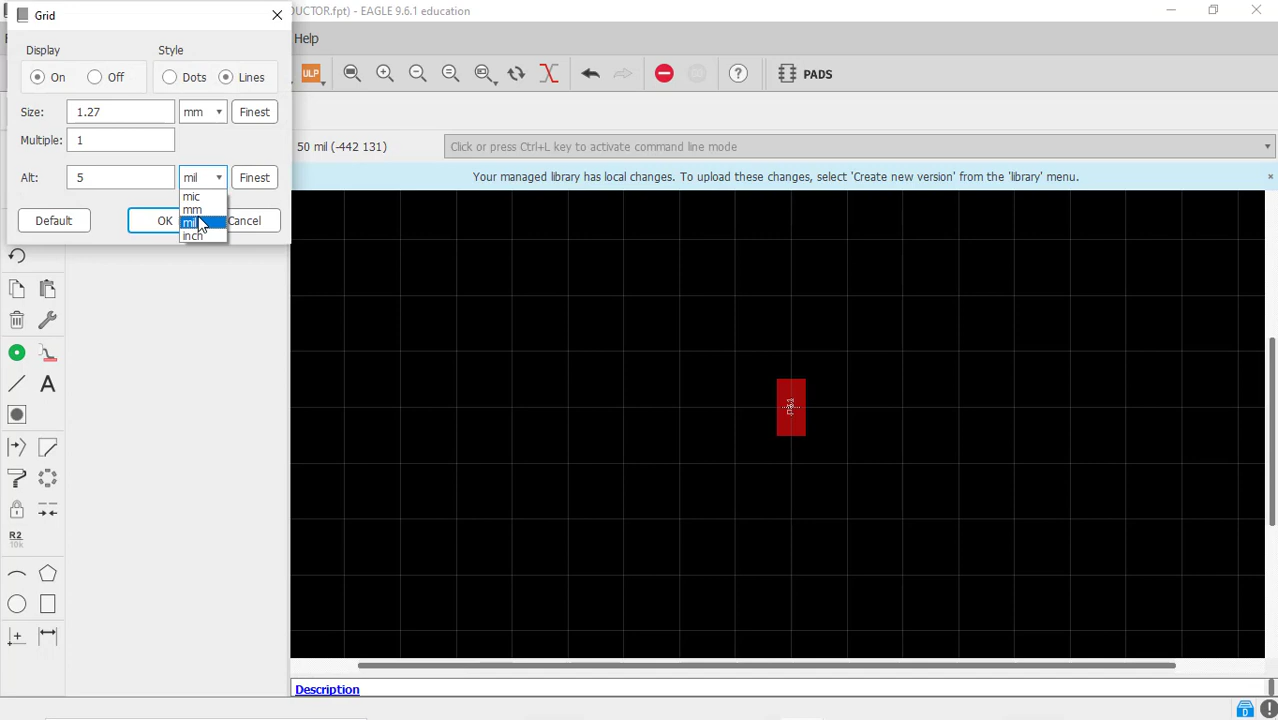 Grid
UCTOR.fpt) - EAGLE 9.6.1 education
Display
Style
Help
On
Off
Dots
Lines
ULP
PADS
Size:
1.27
mm
Finest
Multiple:
1
50 mil (-442 131)
Click or press Ctrl+L key to activate command line mode
Alt:
5
mil
Finest
Your managed library has local changes. To upload these changes, select 'Create new version' from the 'library' menu.
mic
mm
mil
inch
Default
OK
Cancel
R2
10k
Description